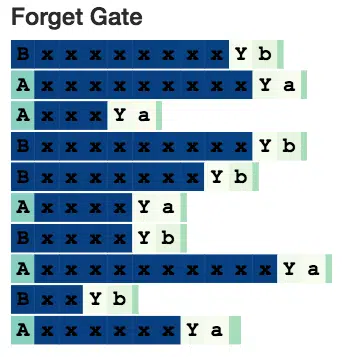 Forget Gate
B x x x x x x x x Y b
A x x x x x x x x x Y a
A x x x Y a
B x x x x x x x x x Y b
B x x x x x x x Y b
A x x x x Y a
B x x x x Y b
A x x x x x x x x x x Y a
B x x Y b
A x x x x x x Y a